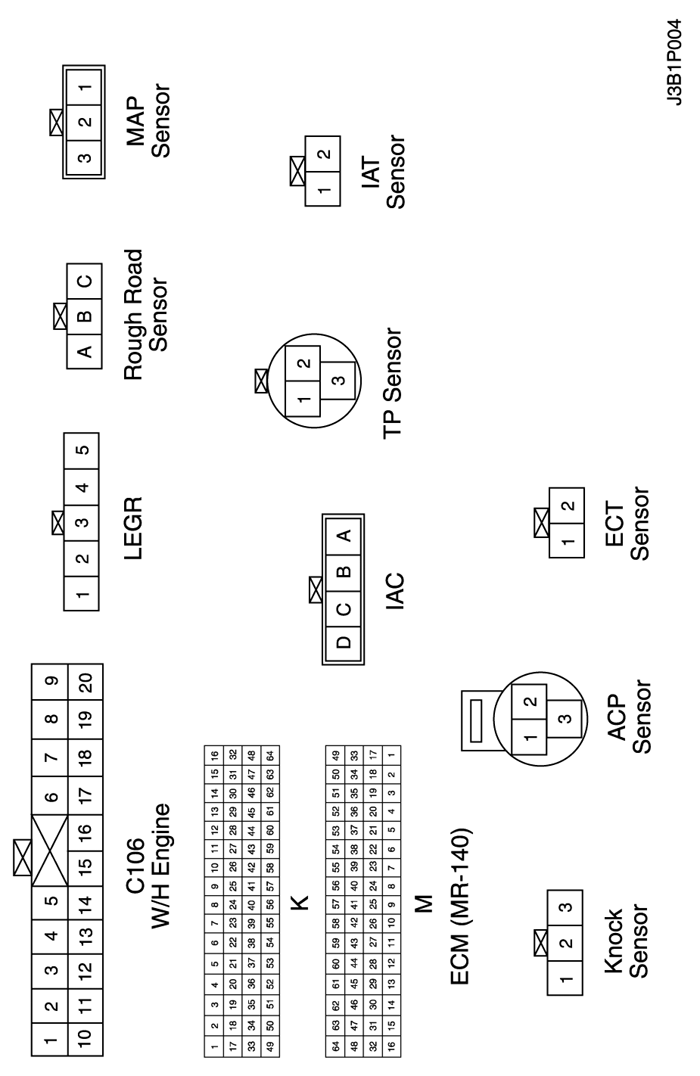 1 2 3 4 5 6 7 8 9
10 11 12 13 14 15 16 17 18 19 20
C106
W/H Engine
1 2 3 4 5
LEGR
A B C
Rough Road
Sensor
3 2 1
MAP
Sensor
1 2 3 4 5 6 7 8 9 10 11 12 13 14 15 16
17 18 19 20 21 22 23 24 25 26 27 28 29 30 31 32
33 34 35 36 37 38 39 40 41 42 43 44 45 46 47 48
49 50 51 52 53 54 55 56 57 58 59 60 61 62 63 64
K
64 63 62 61 60 59 58 57 56 55 54 53 52 51 50 49
48 47 46 45 44 43 42 41 40 39 38 37 36 35 34 33
32 31 30 29 28 27 26 25 24 23 22 21 20 19 18 17
16 15 14 13 12 11 10 9 8 7 6 5 4 3 2 1
M
ECM (MR-140)
D C B A
IAC
1 2
3
TP Sensor
1 2
IAT
Sensor
1 2 3
Knock
Sensor
1 2
3
ACP
Sensor
1 2
ECT
Sensor
J3B1P004